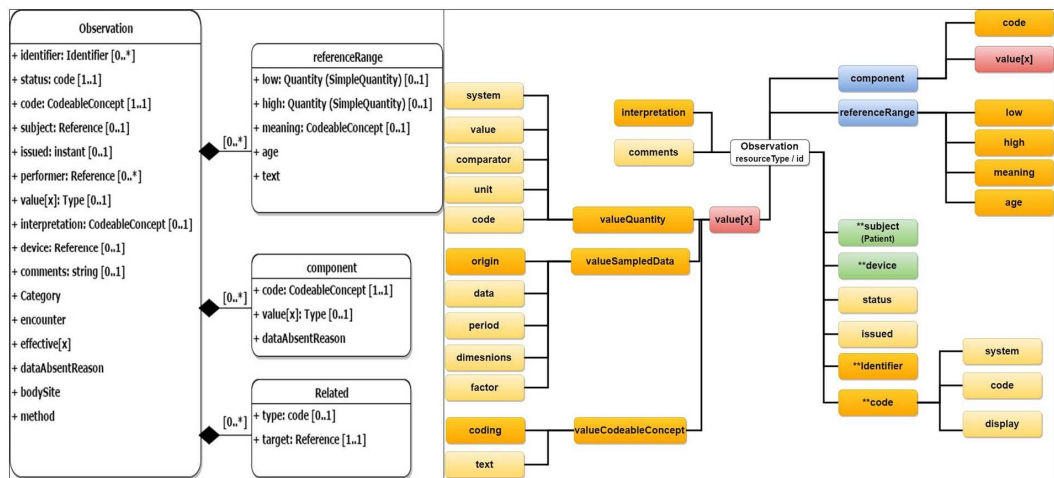 Observation
+ identifier: Identifier [0..*]
+ status: code [1..1]
+ code: CodeableConcept [1..1]
+ subject: Reference [0..1]
+ issued: instant [0..1]
+ performer: Reference [0..*]
+ value[x]: Type [0..1]
+ interpretation: CodeableConcept [0..1]
+ device: Reference [0..1]
+ comments: string [0..1]
+ Category
+ encounter
+ effective[x]
+ dataAbsentReason
+ bodySite
+ method
[0..*]
referenceRange
+ low: Quantity (SimpleQuantity) [0..1]
+ high: Quantity (SimpleQuantity) [0..1]
+ meaning: CodeableConcept [0..1]
+ age
+ text
[0..*]
component
+ code: CodeableConcept [1..1]
+ value[x]: Type [0..1]
+ dataAbsentReason
[0..*]
Related
+ type: code [0..1]
+ target: Reference [1..1]
system
value
comparator
unit
code
valueQuantity
origin
data
period
dimesnions
factor
valueSampledData
coding
text
valueCodeableConcept
value[x]
interpretation
comments
Observation
resourceType / id
component
code
value[x]
referenceRange
low
high
meaning
age
**subject
(Patient)
**device
status
issued
**Identifier
**code
system
code
display